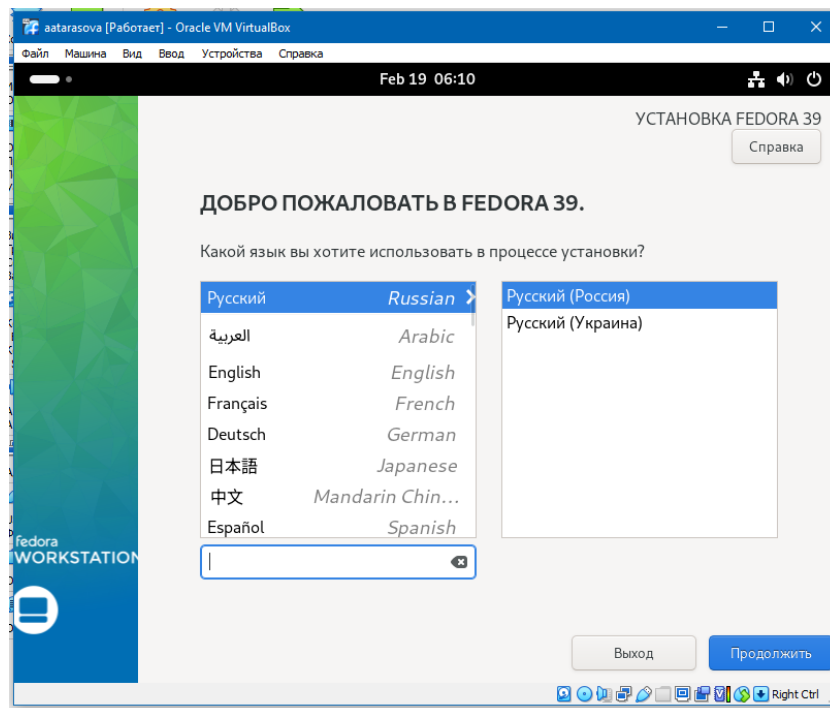 aatarasova [Работает] - Oracle VM VirtualBox
Файл Машина Вид Ввод Устройства Справка
Feb 19 06:10
УСТАНОВКА FEDORA 39
Справка
ДОБРО ПОЖАЛОВАТЬ В FEDORA 39.
Какой язык вы хотите использовать в процессе установки?
Русский Russian
العربية Arabic
English English
Français French
Deutsch German
日本語 Japanese
中文 Mandarin Chin...
Español Spanish
Русский (Россия)
Русский (Украина)
fedora
WORKSTATION
Выход
Продолжить
Right Ctrl